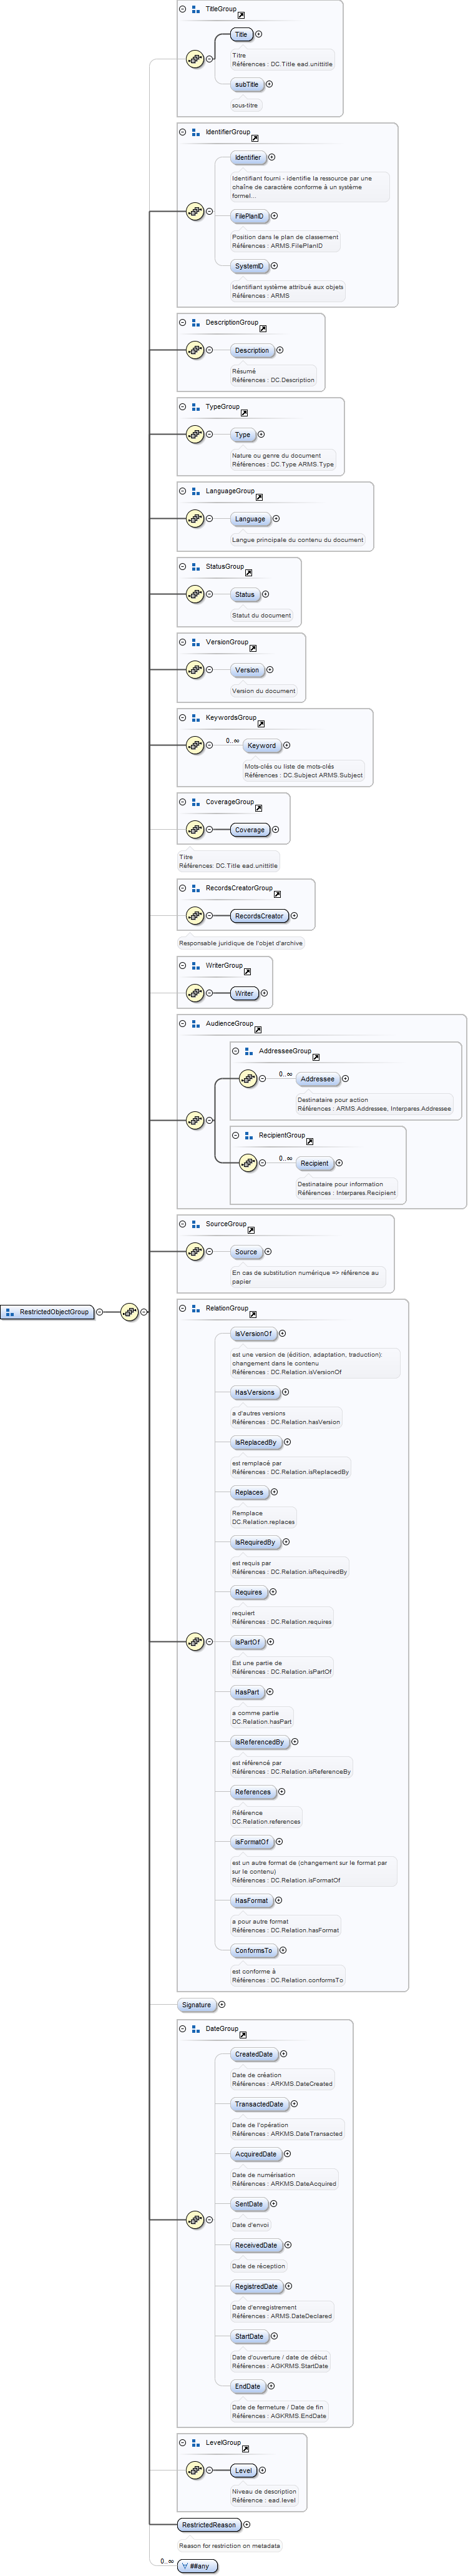 TitleGroup
Title
Titre
Références : DC.Title ead.unittitle
subTitle
sous-titre
IdentifierGroup
Identifier
Identifiant fourni - identifie la ressource par une
chaîne de caractère conforme à un système
formel...
FilePlanID
Position dans le plan de classement
Références : ARMS.FilePlanID
SystemID
Identifiant système attribué aux objets
Références : ARMS
DescriptionGroup
Description
Résumé
Références : DC.Description
TypeGroup
Type
Nature ou genre du document
Références : DC.Type ARMS.Type
LanguageGroup
Language
Langue principale du contenu du document
StatusGroup
Status
Statut du document
VersionGroup
Version
Version du document
KeywordsGroup
0..∞
Keyword
Mots-clés ou liste de mots-clés
Références : DC.Subject ARMS.Subject
CoverageGroup
Coverage
Titre
Références: DC.Title ead.unittitle
RecordsCreatorGroup
RecordsCreator
Responsable juridique de l'objet d'archive
WriterGroup
Writer
AudienceGroup
AddresseeGroup
0..∞
Addressee
Destinataire pour action
Références : ARMS.Addressee, Interpares.Addressee
RecipientGroup
0..∞
Recipient
Destinataire pour information
Références : Interpares.Recipient
SourceGroup
Source
En cas de substitution numérique => référence au
papier
RestrictedObjectGroup
RelationGroup
IsVersionOf
est une version de (édition, adaptation, traduction);
changement dans le contenu
Références : DC.Relation.isVersionOf
HasVersions
a d'autres versions
Références : DC.Relation.hasVersion
IsReplacedBy
est remplacé par
Références : DC.Relation.isReplacedBy
Replaces
Remplace
DC.Relation.replaces
IsRequiredBy
est requis par
Références : DC.Relation.isRequiredBy
Requires
requiert
Références : DC.Relation.requires
IsPartOf
Est une partie de
Références : DC.Relation.isPartOf
HasPart
a comme partie
DC.Relation.hasPart
IsReferencedBy
est référencé par
Références : DC.Relation.isReferenceBy
References
Référence
DC.Relation.references
isFormatOf
est un autre format de (changement sur le format par
sur le contenu)
Références : DC.Relation.isFormatOf
HasFormat
a pour autre format
Références : DC.Relation.hasFormat
ConformsTo
est conforme à
Références : DC.Relation.conformsTo
Signature
DateGroup
CreatedDate
Date de création
Références : ARKMS.DateCreated
TransactedDate
Date de l'opération
Références : ARKMS.DateTransacted
AcquiredDate
Date de numérisation
Références : ARKMS.DateAcquired
SentDate
Date d'envoi
ReceivedDate
Date de réception
RegistredDate
Date d'enregistrement
Références : ARMS.DateDeclared
StartDate
Date d'ouverture / date de début
Références : AGKRMS.StartDate
EndDate
Date de fermeture / Date de fin
Références : AGKRMS.EndDate
LevelGroup
Level
Niveau de description
Référence : ead.level
RestrictedReason
Reason for restriction on metadata
0..∞
##any